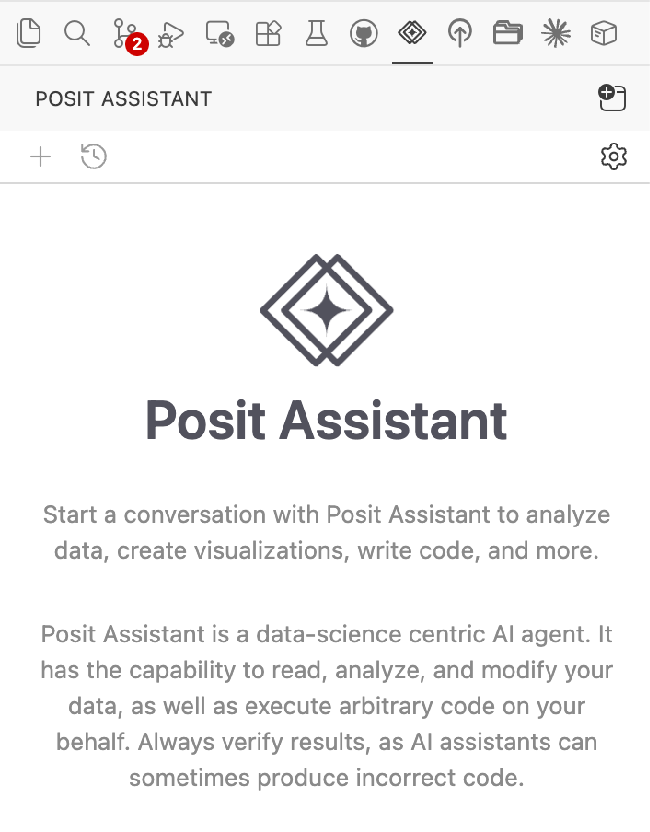 2
POSIT ASSISTANT
Posit Assistant
Start a conversation with Posit Assistant to analyze
data, create visualizations, write code, and more.
Posit Assistant is a data-science centric AI agent. It
has the capability to read, analyze, and modify your
data, as well as execute arbitrary code on your
behalf. Always verify results, as AI assistants can
sometimes produce incorrect code.